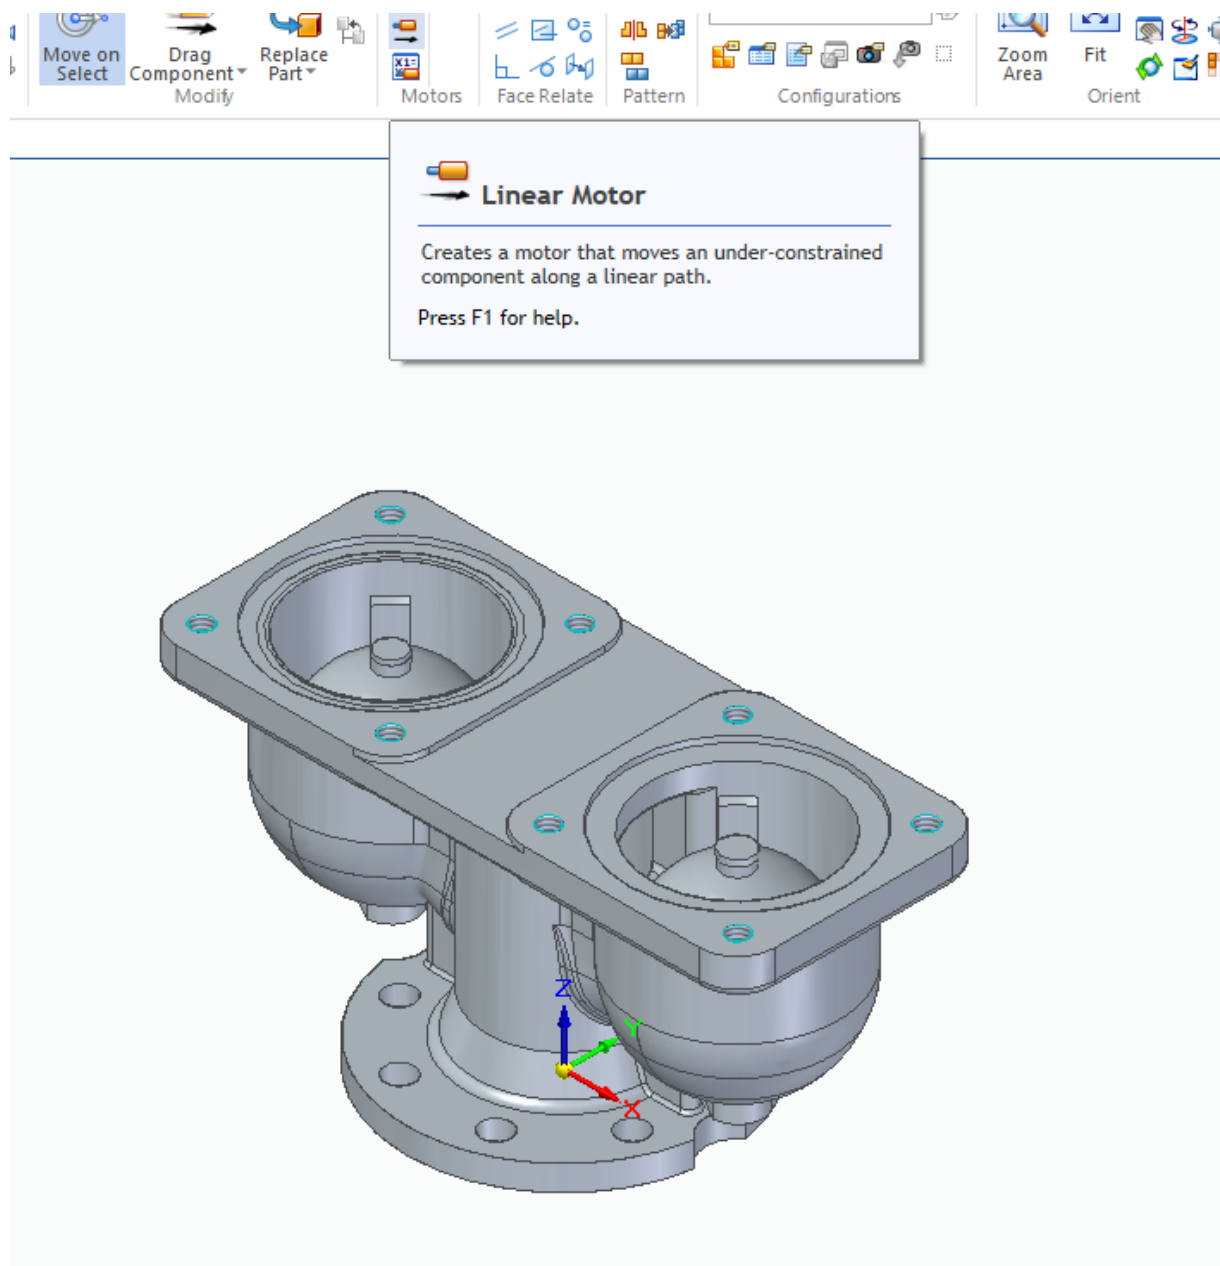 Move on
Select
Drag
Component
Replace
Part
Modify
Motors
Face Relate
Pattern
Configurations
Zoom
Area
Fit
Orient
X1=
Linear Motor
Creates a motor that moves an under-constrained
component along a linear path.
Press F1 for help.
Z
Y
X